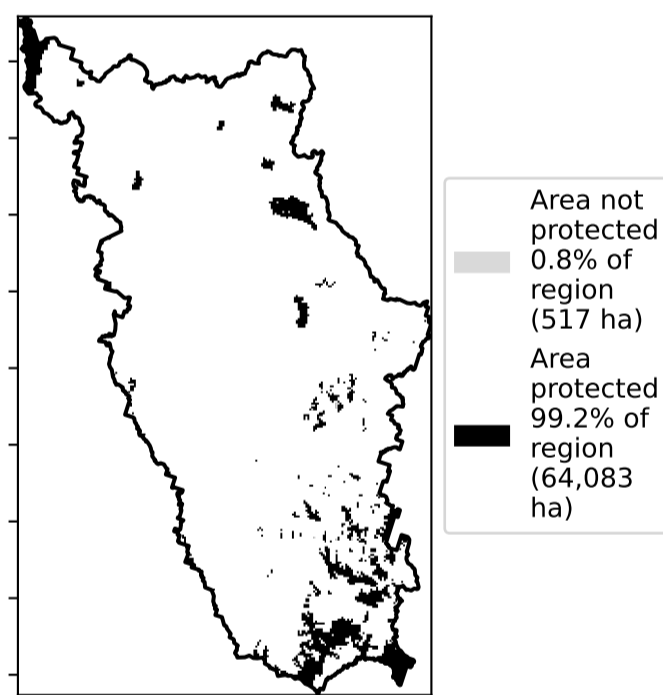 Area not
protected
0.8% of
region
(517 ha)
Area
protected
99.2% of
region
(64,083
ha)